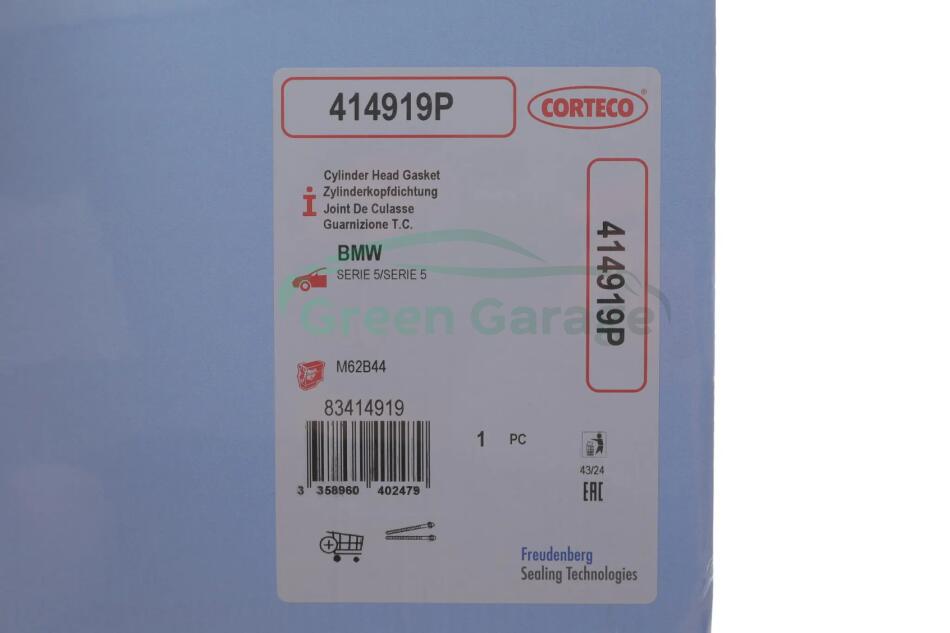 414919P
CORTECO®
Cylinder Head Gasket
Zylinderkopfdichtung
Joint De Culasse
Guarnizione T.C.
BMW
SERIE 5/SERIE 5
414919P
Green Garage
M62B44
83414919
1 PC
3 358960 402479
43/24
EAC
Freudenberg
Sealing Technologies